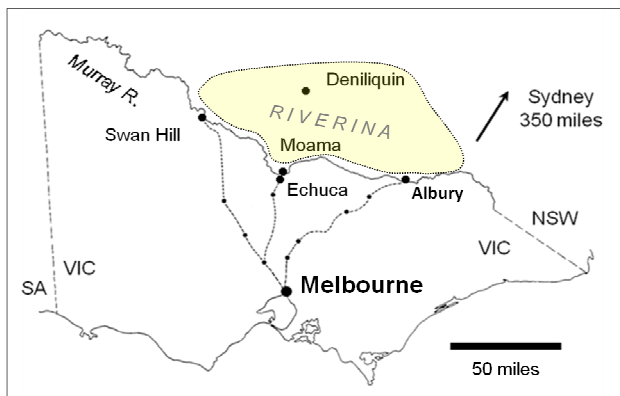 Murray R.
Deniliquin
RIVERINA
Sydney
350 miles
Swan Hill
Moama
Echuca
Albury
NSW
VIC
SA
VIC
Melbourne
50 miles